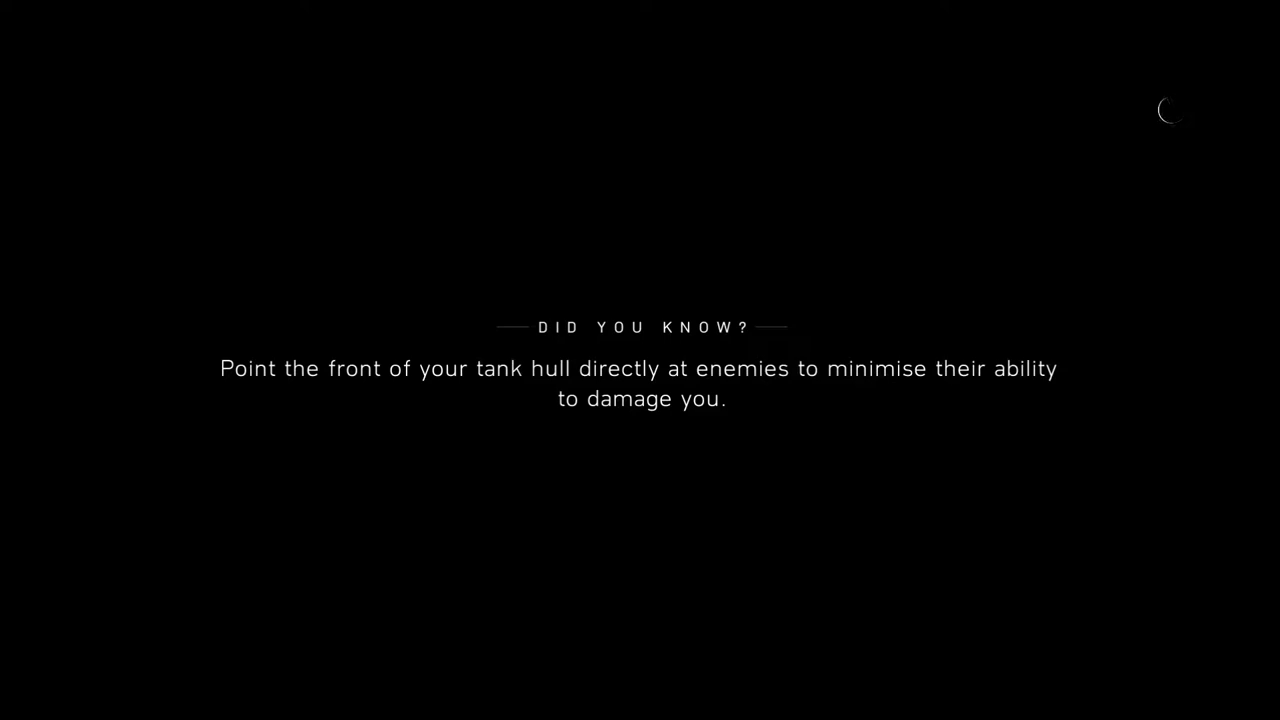 DID YOU KNOW?
Point the front of your tank hull directly at enemies to minimise their ability
to damage you.